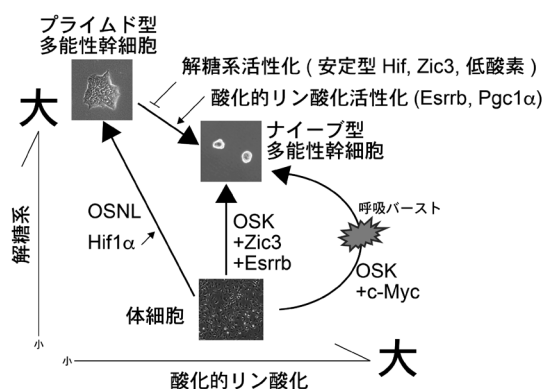 プライムド型
多能性幹細胞
解糖系活性化 ( 安定型 Hif, Zic3, 低酸素 )
酸化的リン酸化活性化 (Esrrb, Pgc1α)
大
ナイーブ型
多能性幹細胞
解糖系
OSNL
Hif1α
OSK
+Zic3
+Esrrb
呼吸バースト
OSK
+c-Myc
体細胞
小
小
大
酸化的リン酸化